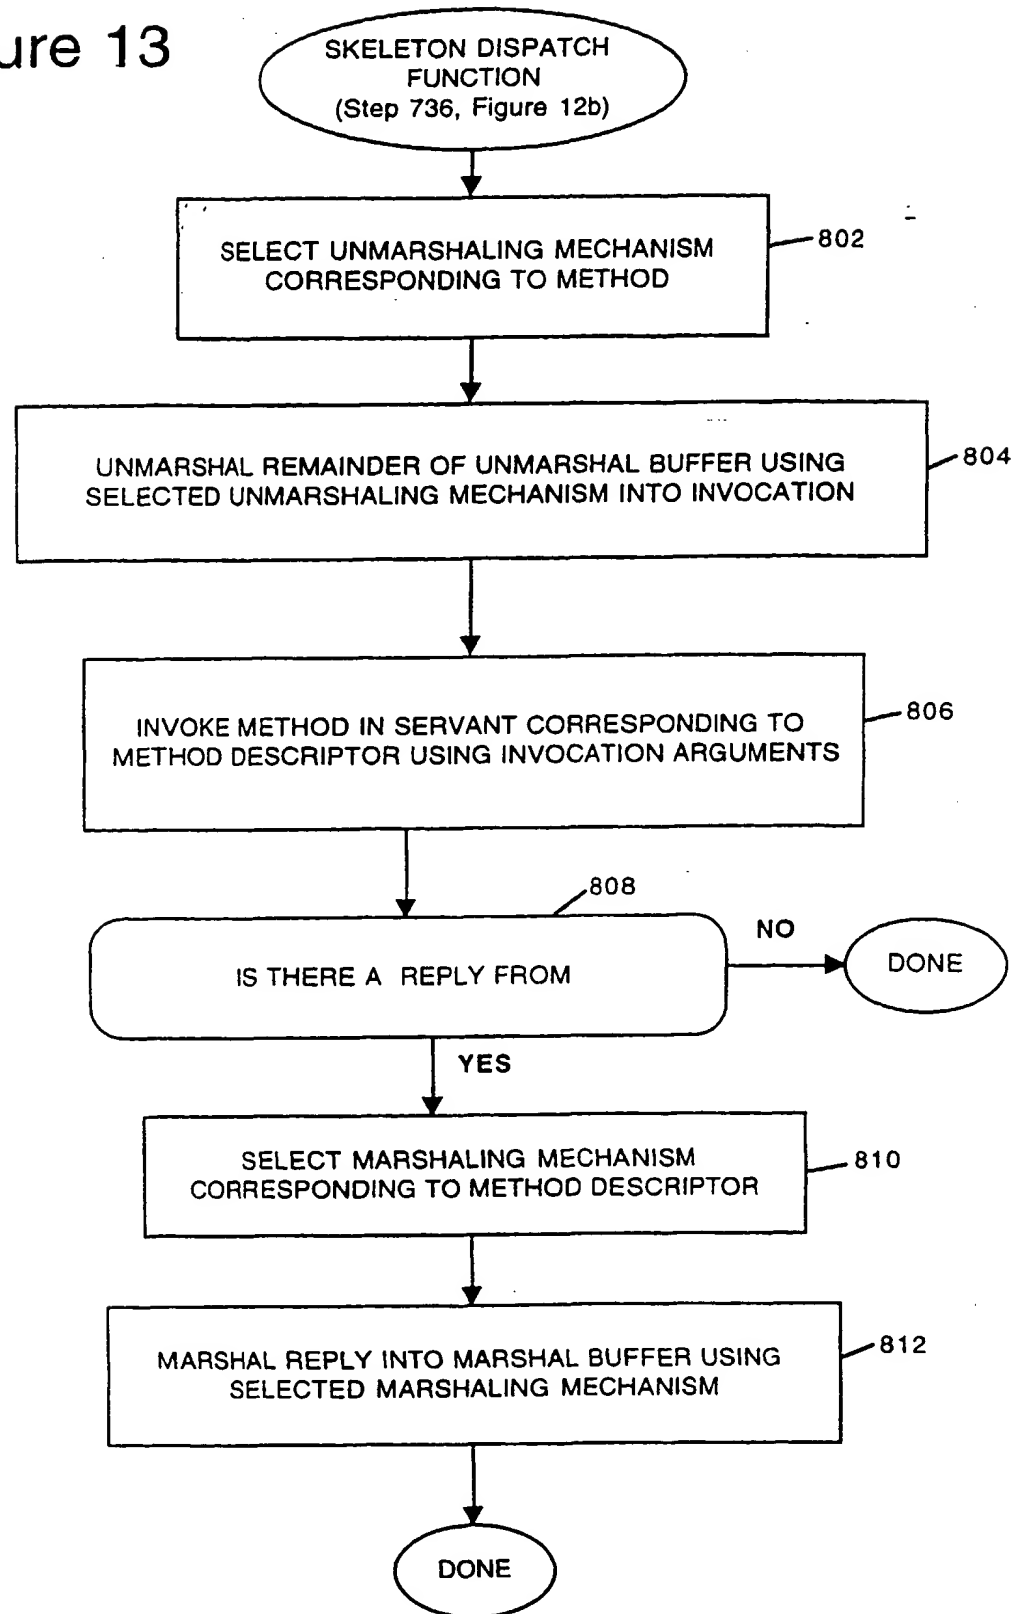 ure 13
SKELETON DISPATCH
FUNCTION
(Step 736, Figure 12b)
802
SELECT UNMARSHALING MECHANISM
CORRESPONDING TO METHOD
804
UNMARSHAL REMAINDER OF UNMARSHAL BUFFER USING
SELECTED UNMARSHALING MECHANISM INTO INVOCATION
806
INVOKE METHOD IN SERVANT CORRESPONDING TO
METHOD DESCRIPTOR USING INVOCATION ARGUMENTS
808
IS THERE A REPLY FROM
NO
DONE
YES
SELECT MARSHALING MECHANISM
CORRESPONDING TO METHOD DESCRIPTOR
810
MARSHAL REPLY INTO MARSHAL BUFFER USING
SELECTED MARSHALING MECHANISM
812
DONE